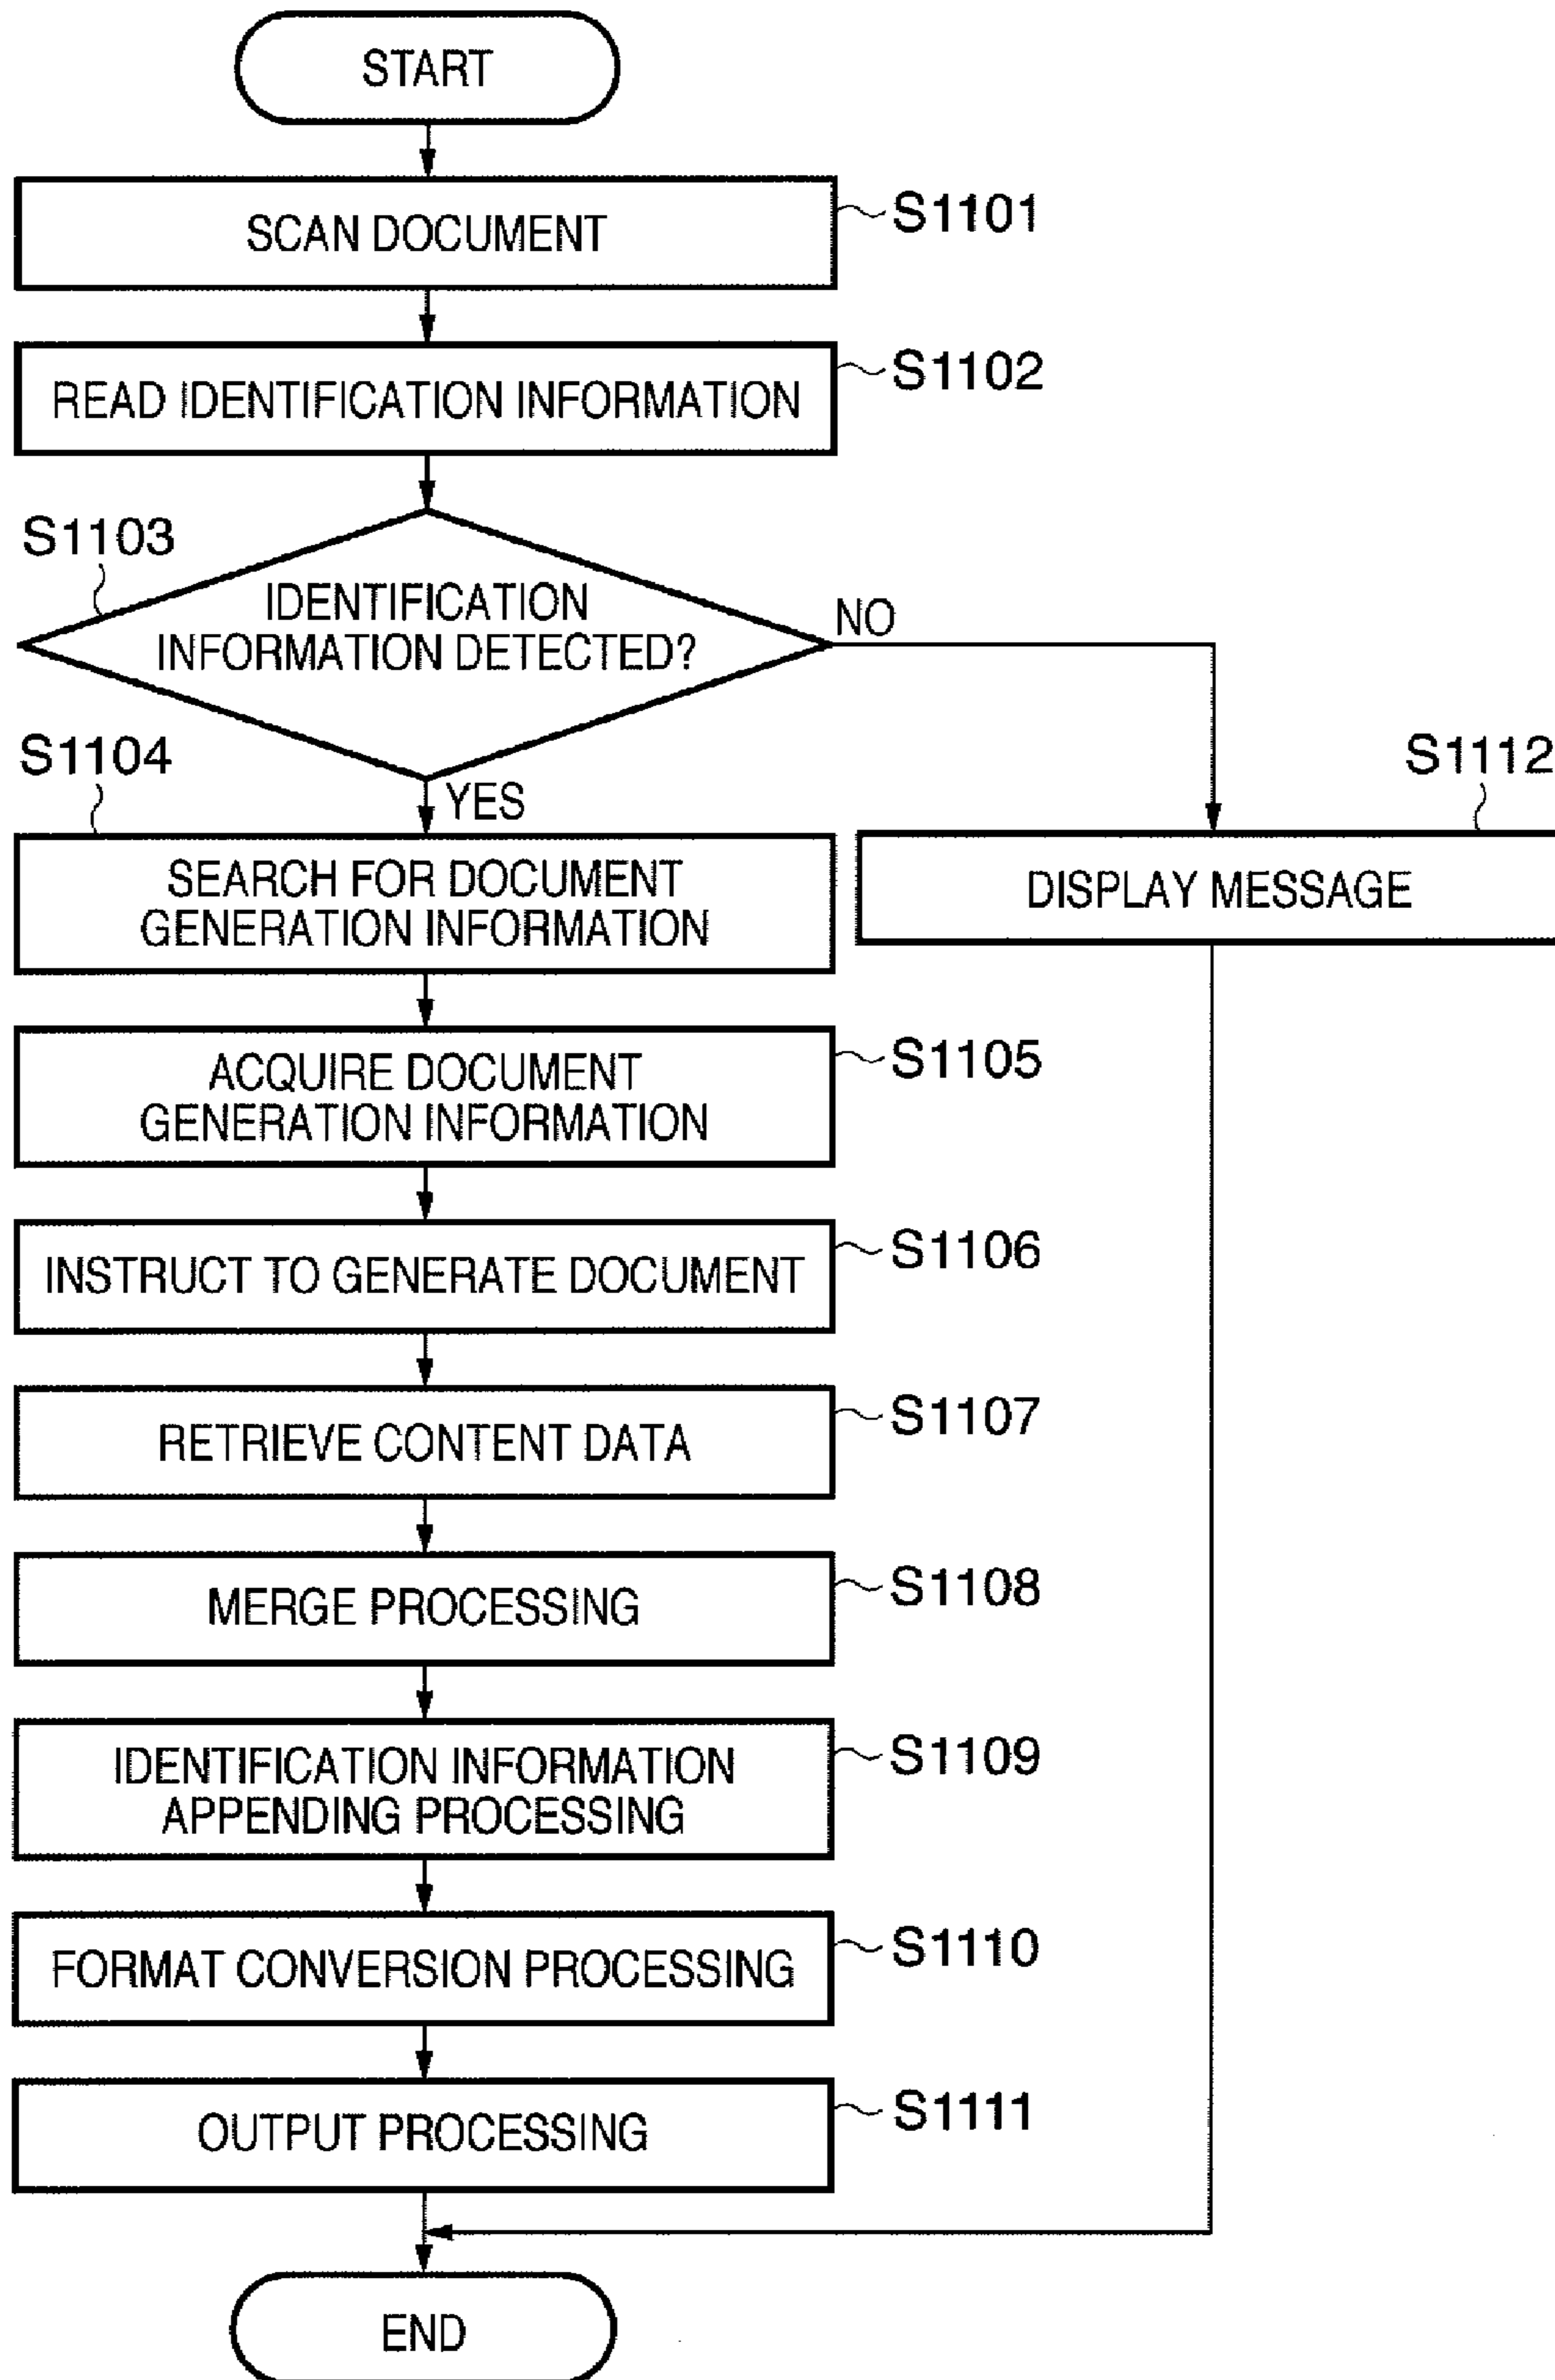 START
SCAN DOCUMENT
S1101
READ IDENTIFICATION INFORMATION
S1102
S1103
IDENTIFICATION
INFORMATION DETECTED?
NO
YES
S1104
SEARCH FOR DOCUMENT
GENERATION INFORMATION
S1112
DISPLAY MESSAGE
ACQUIRE DOCUMENT
GENERATION INFORMATION
S1105
INSTRUCT TO GENERATE DOCUMENT
S1106
RETRIEVE CONTENT DATA
S1107
MERGE PROCESSING
S1108
IDENTIFICATION INFORMATION
APPENDING PROCESSING
S1109
FORMAT CONVERSION PROCESSING
S1110
OUTPUT PROCESSING
S1111
END